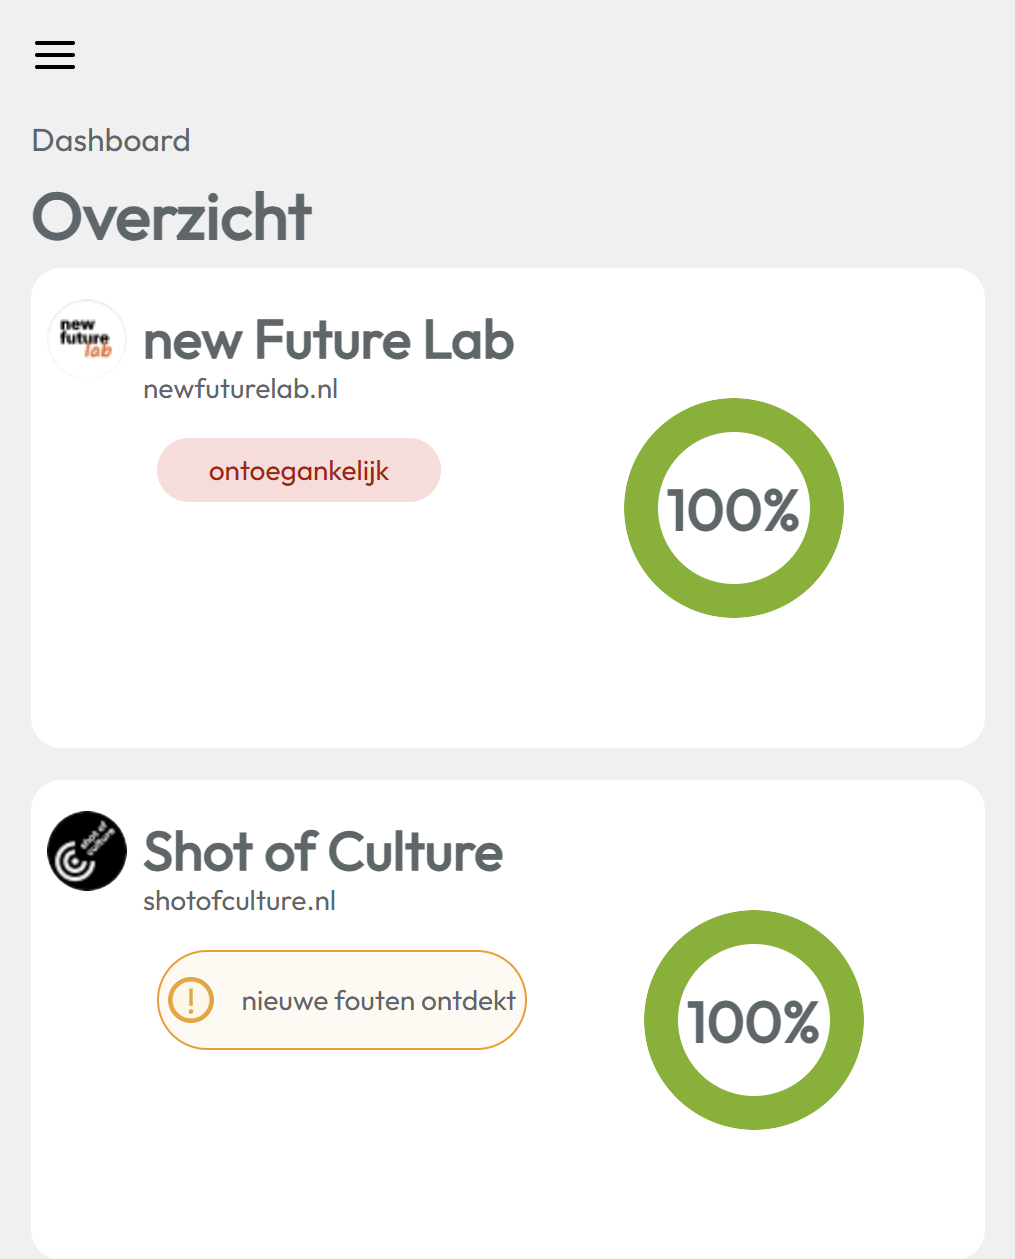 Dashboard
Overzicht
new
future
lab
new Future Lab
newfuturelab.nl
ontoegankelijk
100%
shot of
culture
Shot of Culture
shotofculture.nl
nieuwe fouten ontdekt
100%